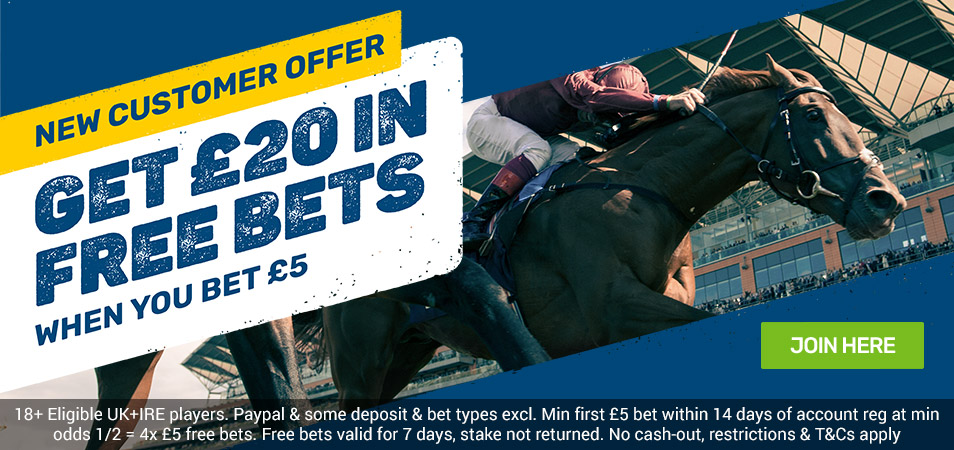 NEW CUSTOMER OFFER
GET £20 IN
FREE BETS
WHEN YOU BET £5
JOIN HERE
18+ Eligible UK+IRE players. Paypal & some deposit & bet types excl. Min first £5 bet within 14 days of account reg at min
odds 1/2 = 4x £5 free bets. Free bets valid for 7 days, stake not returned. No cash-out, restrictions & T&Cs apply